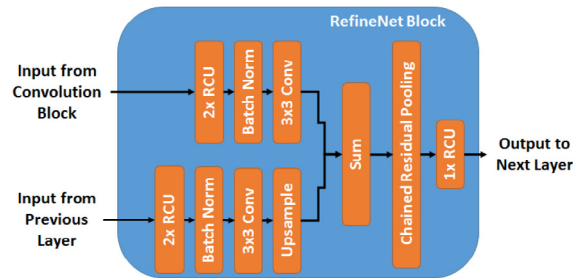 RefineNet Block
Input from
Convolution
Block
2x RCU
Batch Norm
3x3 Conv
Input from
Previous
Layer
2x RCU
Batch Norm
3x3 Conv
Upsample
Sum
Chained Residual Pooling
1x RCU
Output to
Next Layer